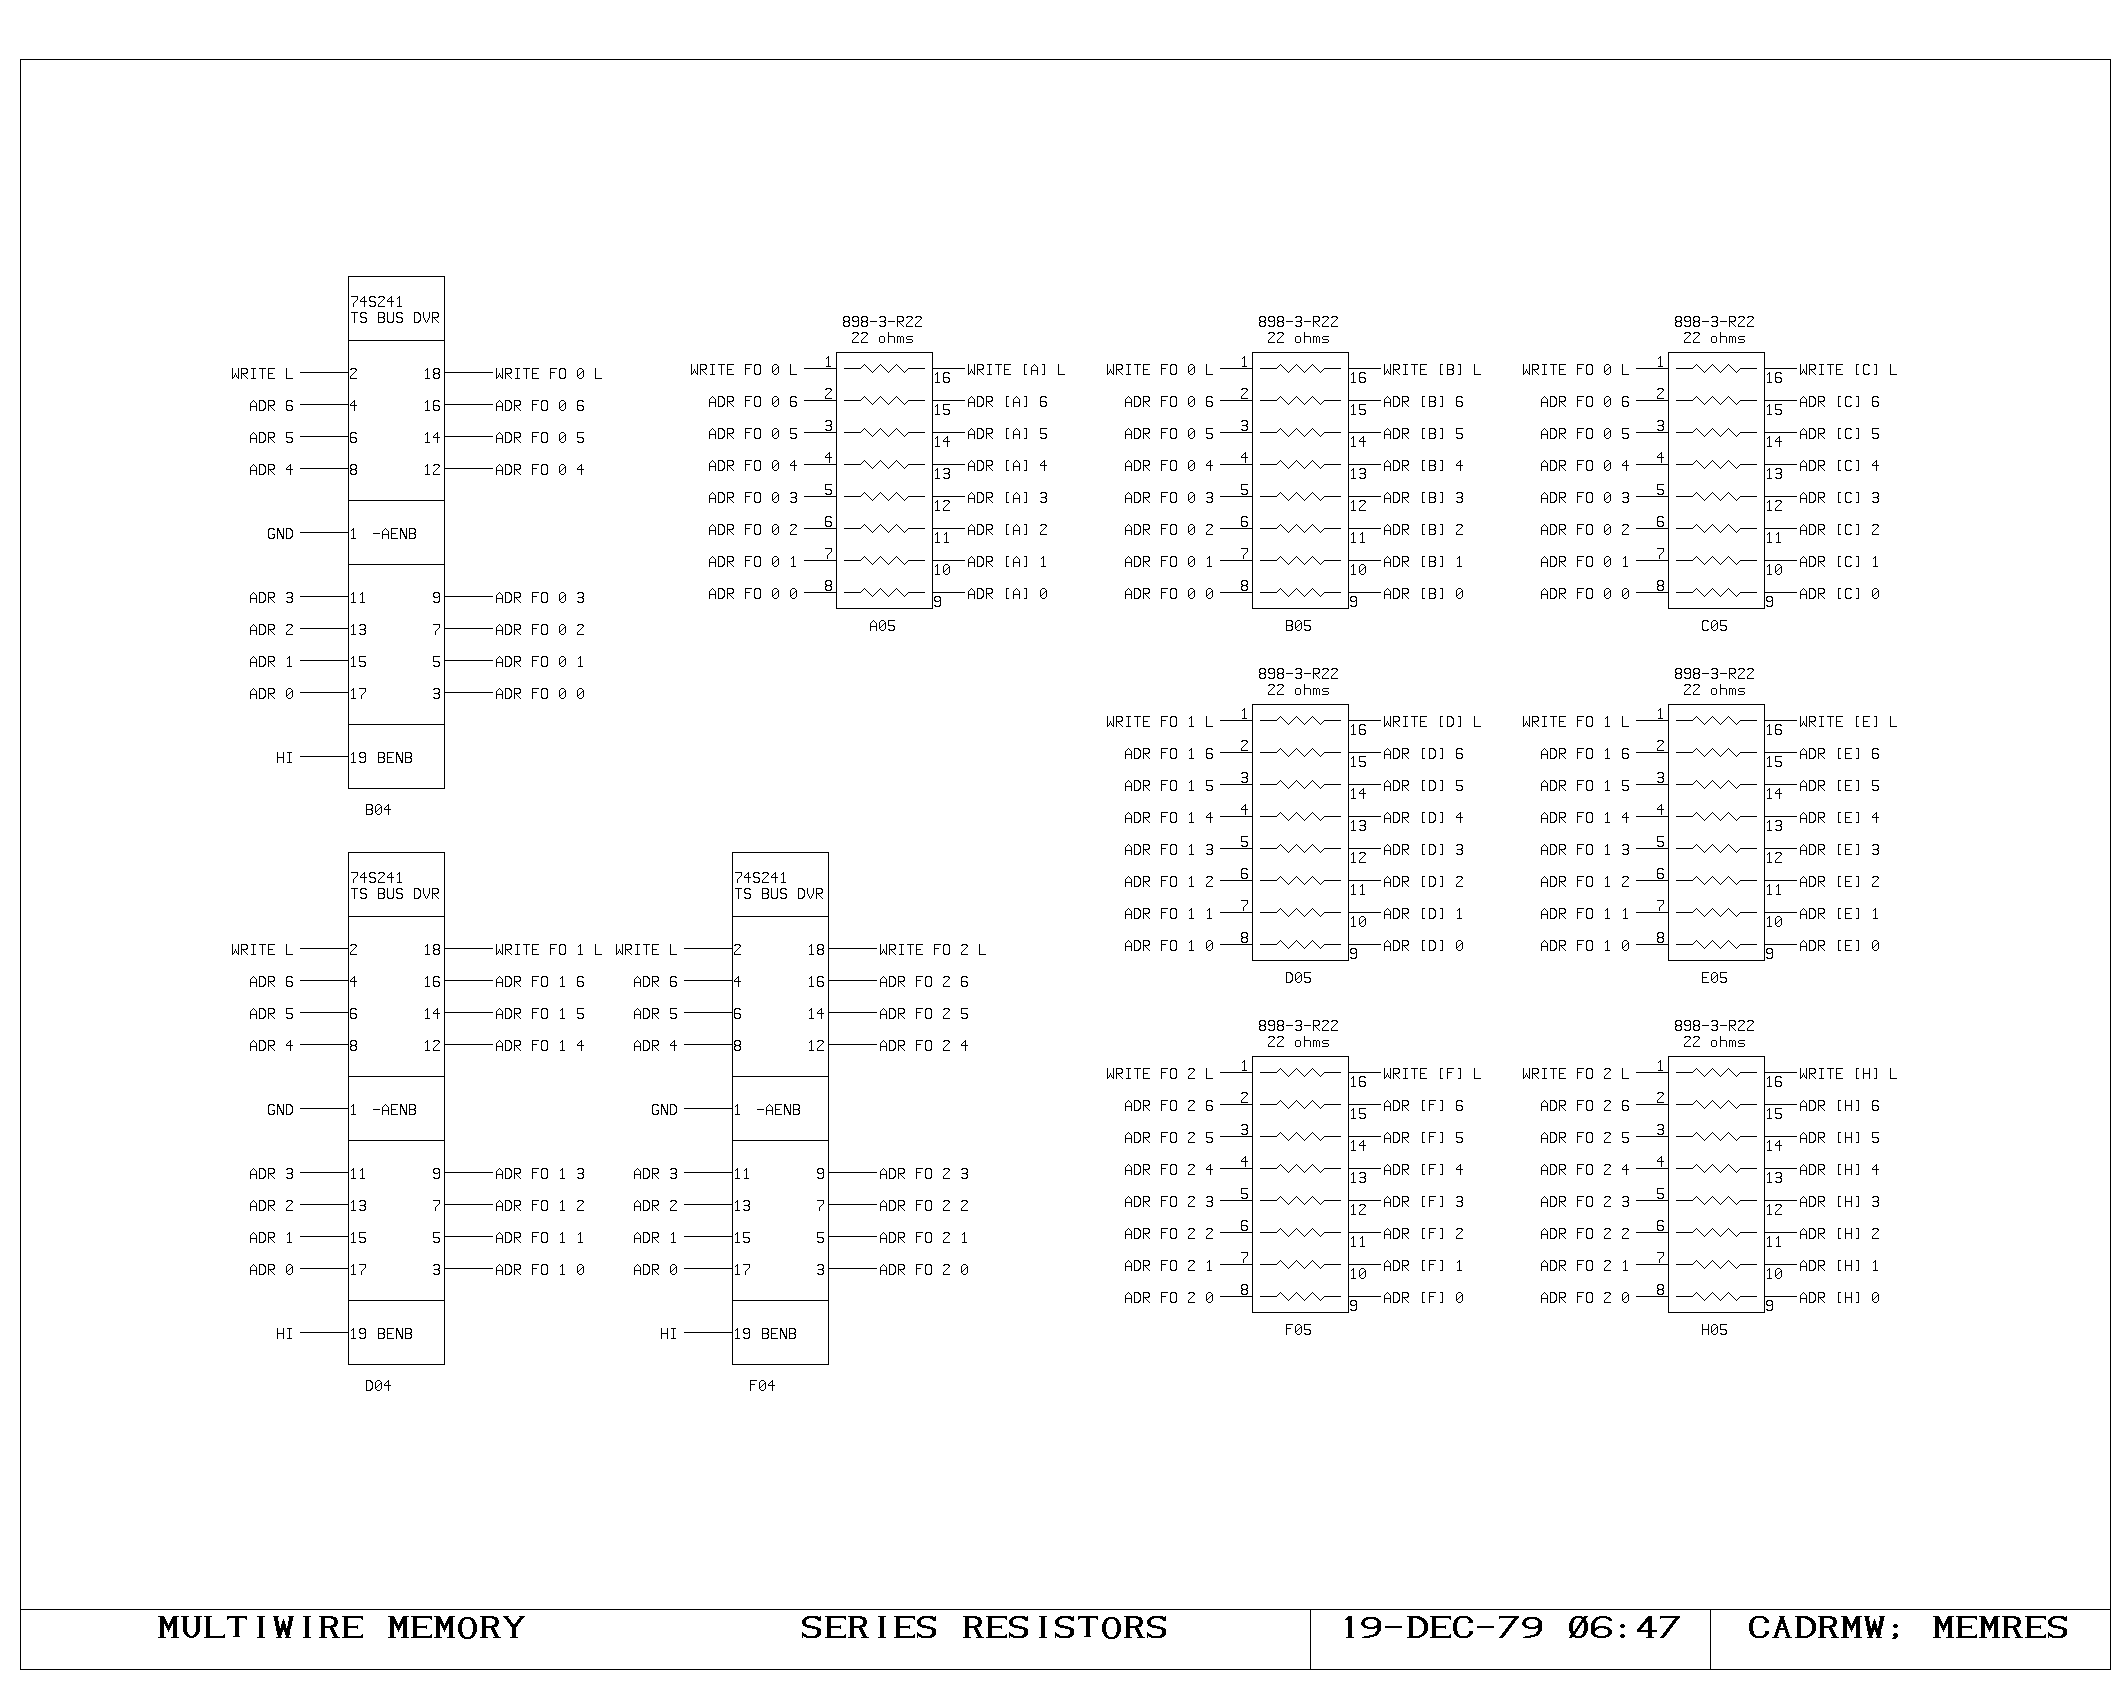 74S241
TS BUS DVR
WRITE L 2 18 WRITE FO 0 L
ADR 6 4 16 ADR FO 0 6
ADR 5 6 14 ADR FO 0 5
ADR 4 8 12 ADR FO 0 4
GND 1 -AENB
ADR 3 11 9 ADR FO 0 3
ADR 2 13 7 ADR FO 0 2
ADR 1 15 5 ADR FO 0 1
ADR 0 17 3 ADR FO 0 0
HI 19 BENB
B04
898-3-R22
22 ohms
WRITE FO 0 L 1 16 WRITE [A] L
ADR FO 0 6 2 15 ADR [A] 6
ADR FO 0 5 3 14 ADR [A] 5
ADR FO 0 4 4 13 ADR [A] 4
ADR FO 0 3 5 12 ADR [A] 3
ADR FO 0 2 6 11 ADR [A] 2
ADR FO 0 1 7 10 ADR [A] 1
ADR FO 0 0 8 9 ADR [A] 0
A05
898-3-R22
22 ohms
WRITE FO 0 L 1 16 WRITE [B] L
ADR FO 0 6 2 15 ADR [B] 6
ADR FO 0 5 3 14 ADR [B] 5
ADR FO 0 4 4 13 ADR [B] 4
ADR FO 0 3 5 12 ADR [B] 3
ADR FO 0 2 6 11 ADR [B] 2
ADR FO 0 1 7 10 ADR [B] 1
ADR FO 0 0 8 9 ADR [B] 0
B05
898-3-R22
22 ohms
WRITE FO 0 L 1 16 WRITE [C] L
ADR FO 0 6 2 15 ADR [C] 6
ADR FO 0 5 3 14 ADR [C] 5
ADR FO 0 4 4 13 ADR [C] 4
ADR FO 0 3 5 12 ADR [C] 3
ADR FO 0 2 6 11 ADR [C] 2
ADR FO 0 1 7 10 ADR [C] 1
ADR FO 0 0 8 9 ADR [C] 0
C05
898-3-R22
22 ohms
WRITE FO 1 L 1 16 WRITE [D] L
ADR FO 1 6 2 15 ADR [D] 6
ADR FO 1 5 3 14 ADR [D] 5
ADR FO 1 4 4 13 ADR [D] 4
ADR FO 1 3 5 12 ADR [D] 3
ADR FO 1 2 6 11 ADR [D] 2
ADR FO 1 1 7 10 ADR [D] 1
ADR FO 1 0 8 9 ADR [D] 0
D05
898-3-R22
22 ohms
WRITE FO 1 L 1 16 WRITE [E] L
ADR FO 1 6 2 15 ADR [E] 6
ADR FO 1 5 3 14 ADR [E] 5
ADR FO 1 4 4 13 ADR [E] 4
ADR FO 1 3 5 12 ADR [E] 3
ADR FO 1 2 6 11 ADR [E] 2
ADR FO 1 1 7 10 ADR [E] 1
ADR FO 1 0 8 9 ADR [E] 0
E05
74S241
TS BUS DVR
WRITE L 2 18 WRITE FO 1 L
ADR 6 4 16 ADR FO 1 6
ADR 5 6 14 ADR FO 1 5
ADR 4 8 12 ADR FO 1 4
GND 1 -AENB
ADR 3 11 9 ADR FO 1 3
ADR 2 13 7 ADR FO 1 2
ADR 1 15 5 ADR FO 1 1
ADR 0 17 3 ADR FO 1 0
HI 19 BENB
D04
74S241
TS BUS DVR
WRITE L 2 18 WRITE FO 2 L
ADR 6 4 16 ADR FO 2 6
ADR 5 6 14 ADR FO 2 5
ADR 4 8 12 ADR FO 2 4
GND 1 -AENB
ADR 3 11 9 ADR FO 2 3
ADR 2 13 7 ADR FO 2 2
ADR 1 15 5 ADR FO 2 1
ADR 0 17 3 ADR FO 2 0
HI 19 BENB
F04
898-3-R22
22 ohms
WRITE FO 2 L 1 16 WRITE [F] L
ADR FO 2 6 2 15 ADR [F] 6
ADR FO 2 5 3 14 ADR [F] 5
ADR FO 2 4 4 13 ADR [F] 4
ADR FO 2 3 5 12 ADR [F] 3
ADR FO 2 2 6 11 ADR [F] 2
ADR FO 2 1 7 10 ADR [F] 1
ADR FO 2 0 8 9 ADR [F] 0
F05
898-3-R22
22 ohms
WRITE FO 2 L 1 16 WRITE [H] L
ADR FO 2 6 2 15 ADR [H] 6
ADR FO 2 5 3 14 ADR [H] 5
ADR FO 2 4 4 13 ADR [H] 4
ADR FO 2 3 5 12 ADR [H] 3
ADR FO 2 2 6 11 ADR [H] 2
ADR FO 2 1 7 10 ADR [H] 1
ADR FO 2 0 8 9 ADR [H] 0
H05
MULTIWIRE MEMORY SERIES RESISTORS 19-DEC-79 06:47 CADRMW; MEMRES